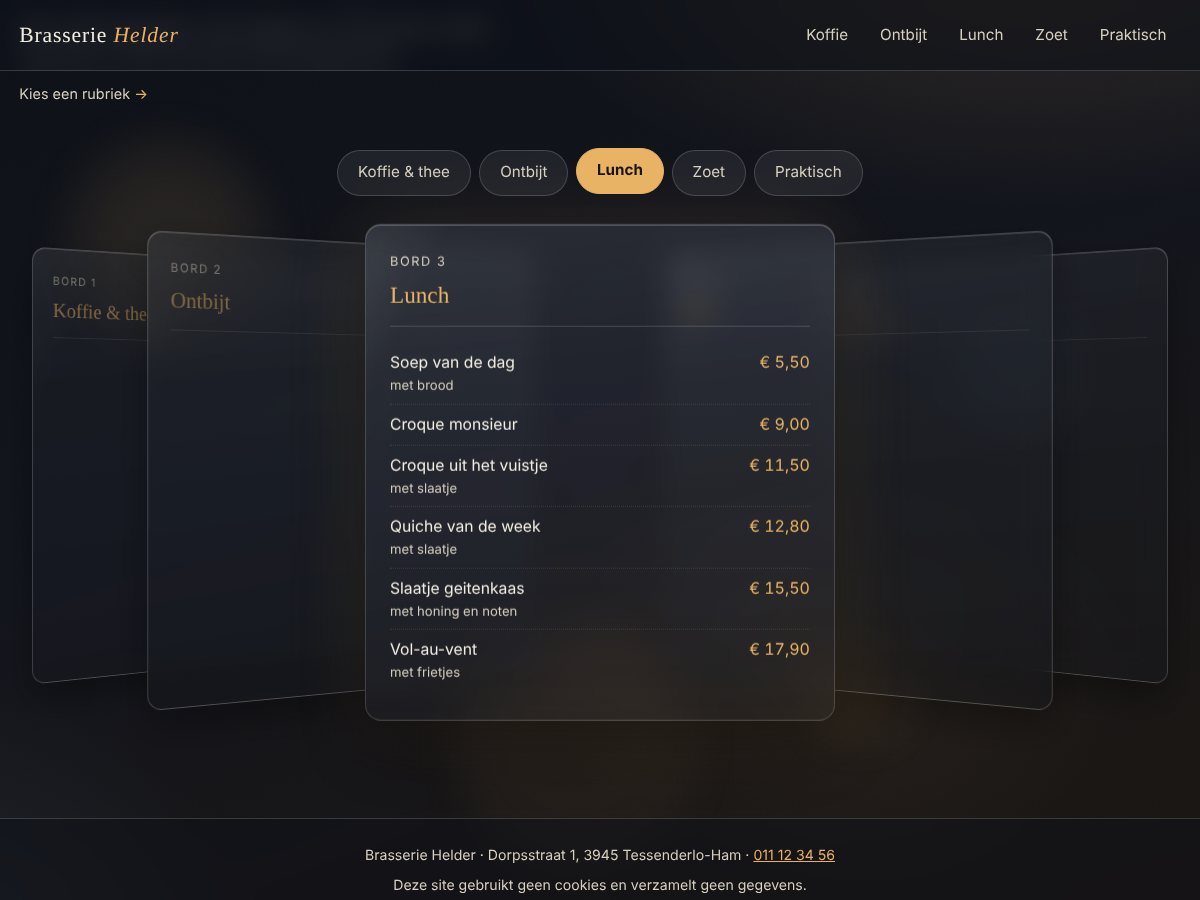 Brasserie Helder
Koffie Ontbijt Lunch Zoet Praktisch
Kies een rubriek →
Koffie & thee Ontbijt Lunch Zoet Praktisch
BORD 1
Koffie & the
BORD 2
Ontbijt
BORD 3
Lunch
Soep van de dag € 5,50
met brood
Croque monsieur € 9,00
Croque uit het vuistje € 11,50
met slaatje
Quiche van de week € 12,80
met slaatje
Slaatje geitenkaas € 15,50
met honing en noten
Vol-au-vent € 17,90
met frietjes
Brasserie Helder · Dorpsstraat 1, 3945 Tessenderlo-Ham · 011 12 34 56
Deze site gebruikt geen cookies en verzamelt geen gegevens.